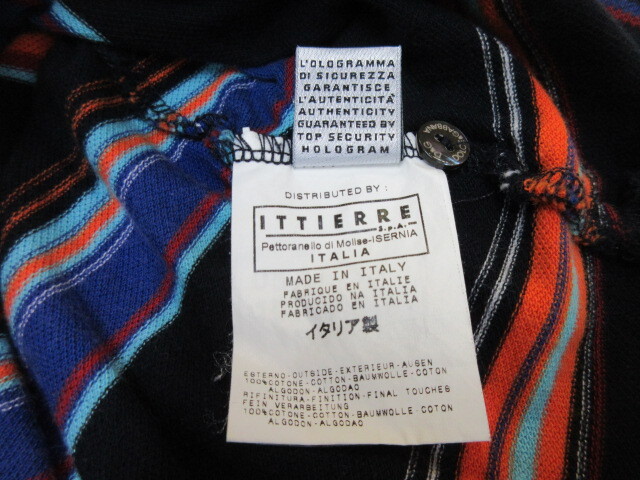 L'OLOGRAMMA
DI SICUREZZA
GARANTISCE
L'AUTENTICITÀ
AUTHENTICITY
GUARANTEED BY
TOP SECURITY
HOLOGRAM
DISTRIBUTED BY :
ITTIERRE
S.p.A.
Pettoranello di Molise-ISERNIA
ITALIA
MADE IN ITALY
FABRIQUE EN ITALIE
PRODUCIDO NA ITALIA
FABRICADO EN ITALIA
イタリア製
ESTERNO-OUTSIDE-EXTERIEUR-AUSEN
100%COTONE-COTTON-BAUMWOLLE-COTON
ALGODON-ALGODAO
RIFINITURA-FINITION-FINAL TOUCHES
FEIN VERARBEITUNG
100%COTONE-COTTON-BAUMWOLLE-COTON
ALGODON-ALGODAO